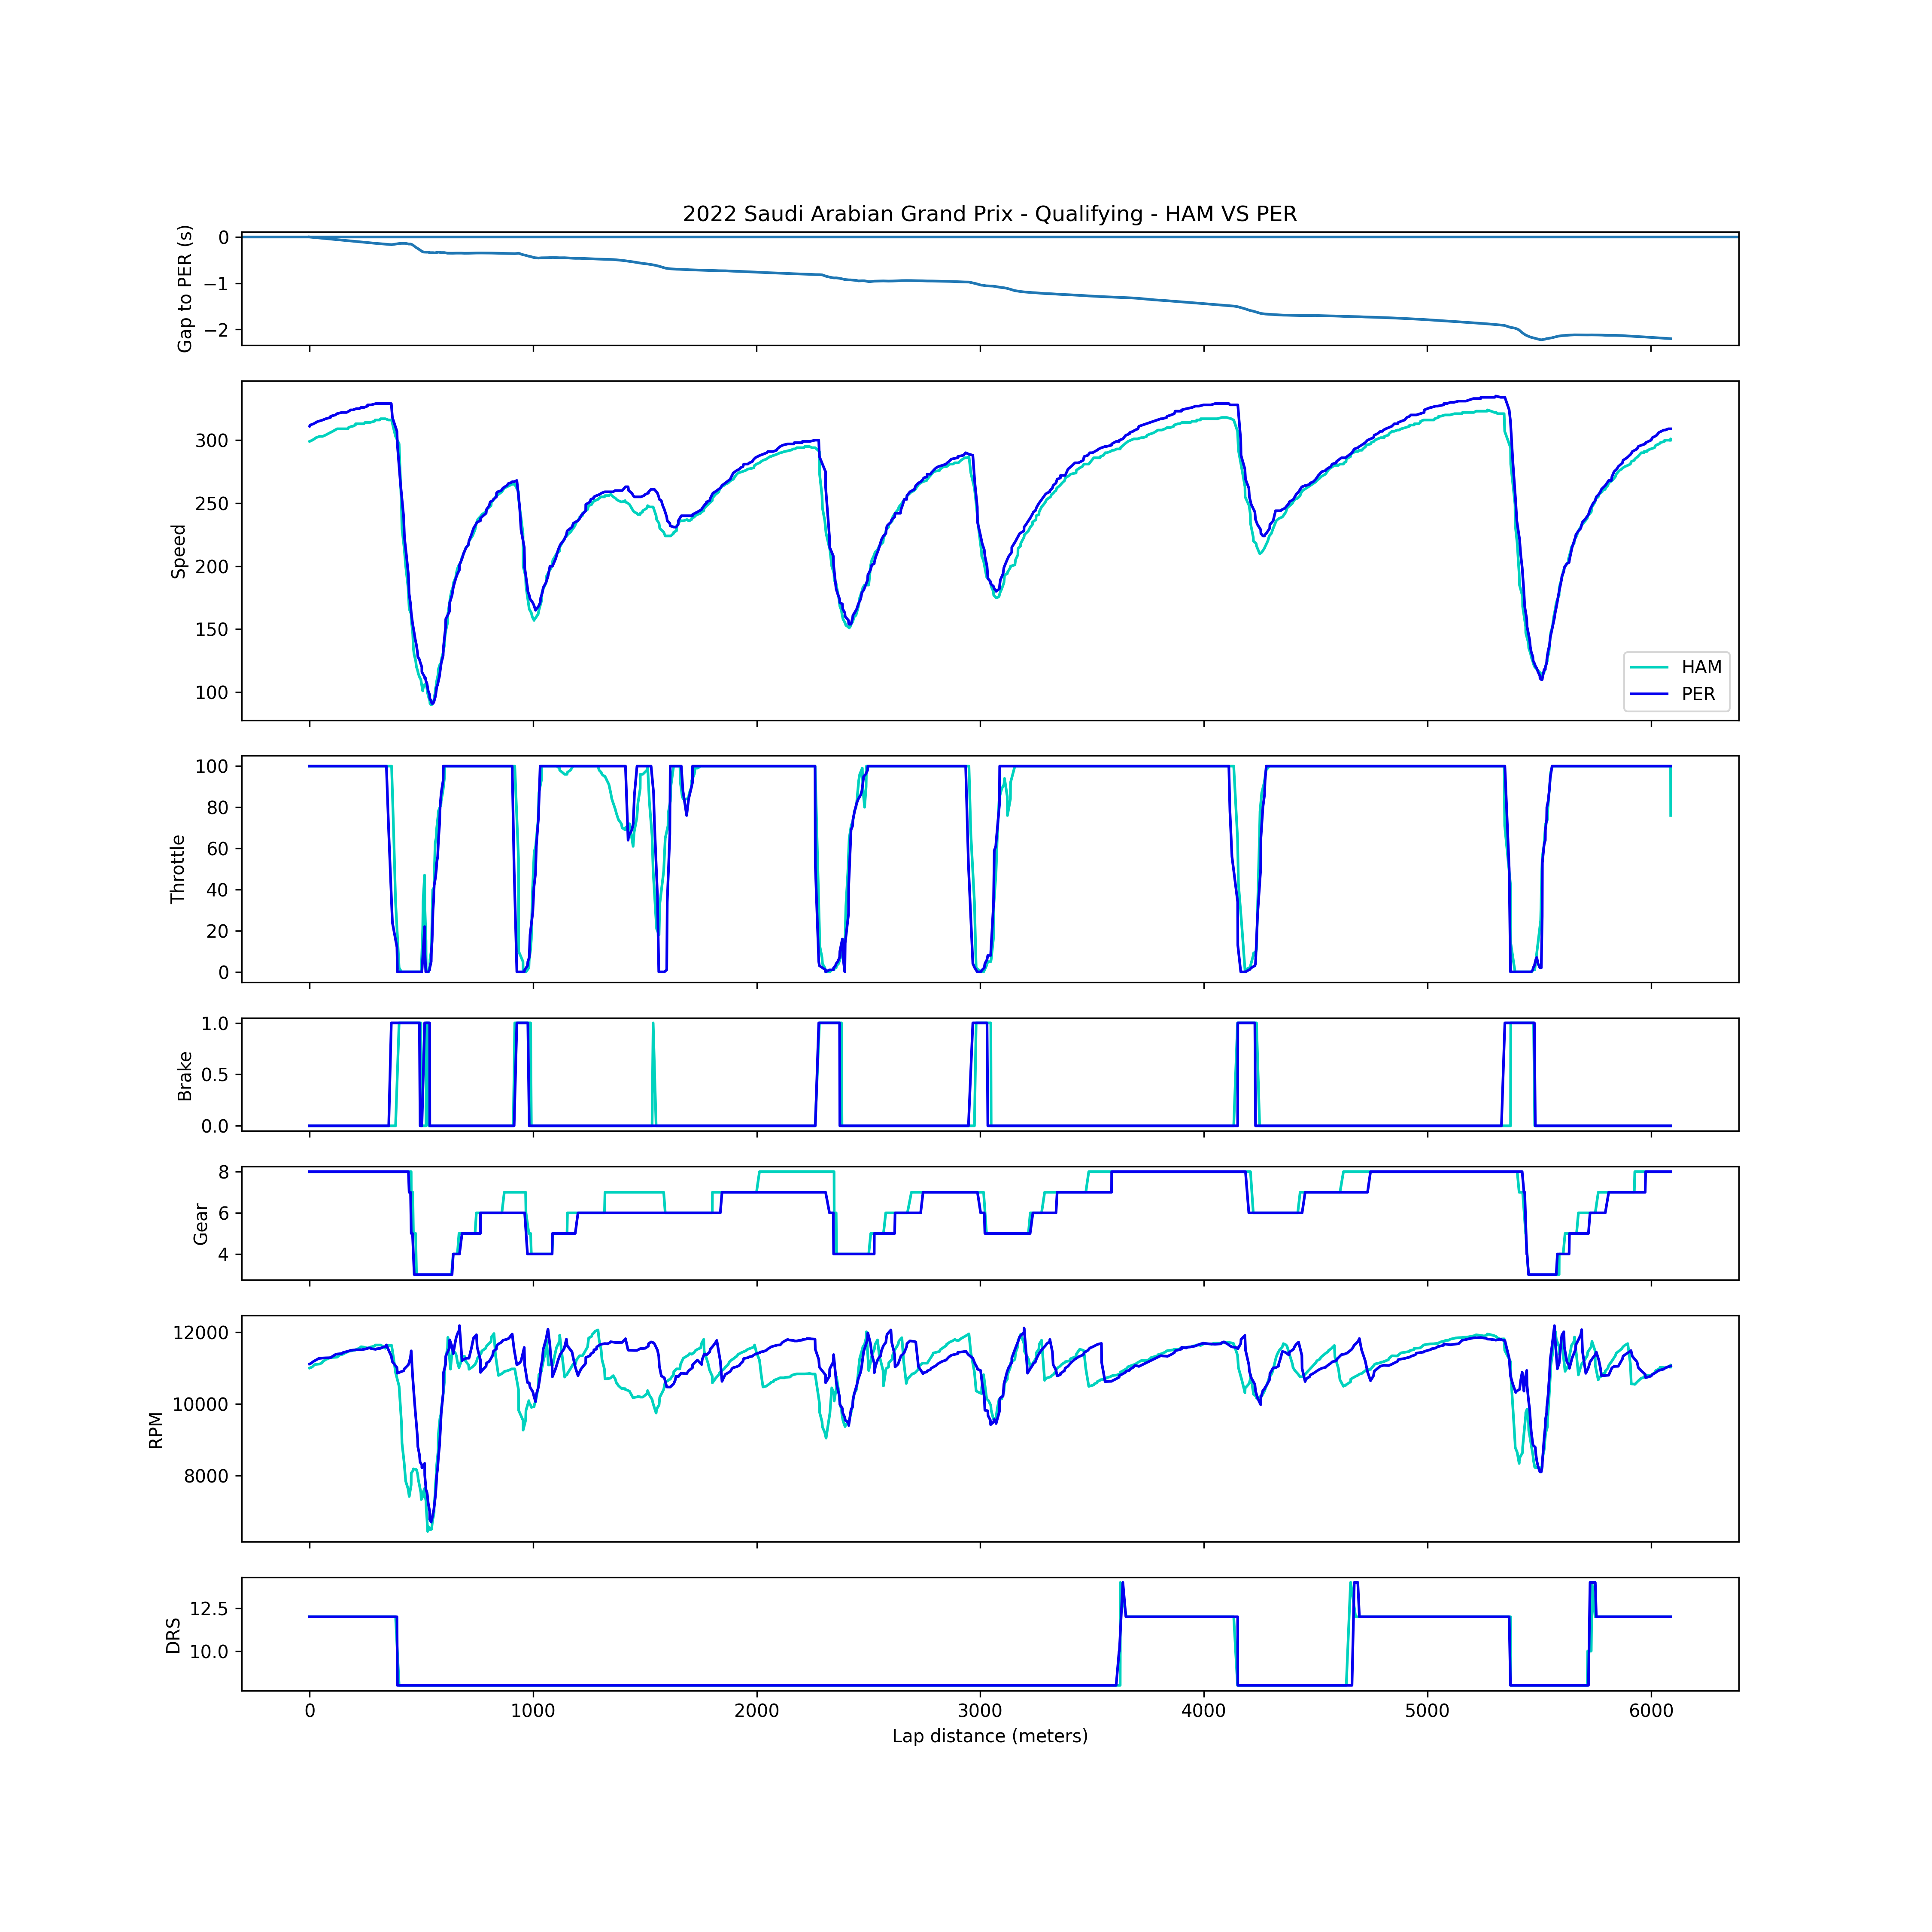 2022 Saudi Arabian Grand Prix - Qualifying - HAM VS PER
Gap to PER (s)
0
−1
−2
Speed
300
250
200
150
100
HAM
PER
Throttle
100
80
60
40
20
0
Brake
1.0
0.5
0.0
Gear
8
6
4
RPM
12000
10000
8000
DRS
12.5
10.0
0 1000 2000 3000 4000 5000 6000
Lap distance (meters)